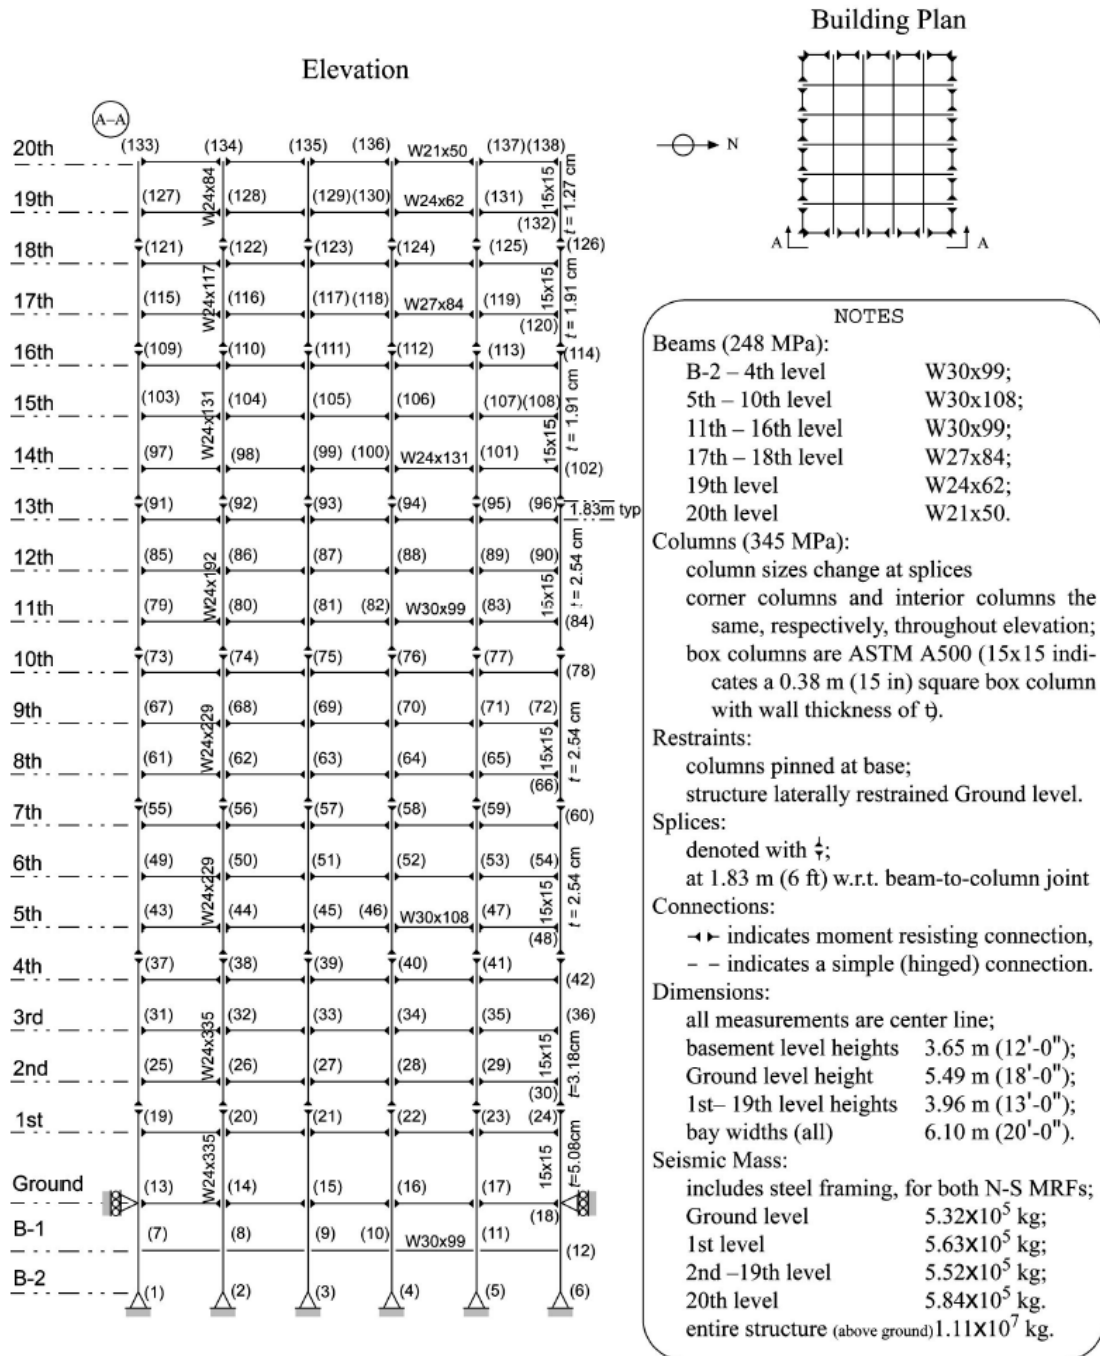 Building Plan
Elevation
N
A A
A–A
20th (133) (134) (135) (136) W21x50 (137)(138)
W24x84 15x15 t = 1.27 cm
19th (127) (128) (129)(130) W24x62 (131)
(132)
18th (121) (122) (123) (124) (125) (126)
W24x117 15x15 t = 1.91 cm
17th (115) (116) (117)(118) W27x84 (119)
(120)
16th (109) (110) (111) (112) (113) (114)
15th (103) (104) (105) (106) (107)(108)
W24x131 15x15 t = 1.91 cm
14th (97) (98) (99) (100) W24x131 (101) (102)
13th (91) (92) (93) (94) (95) (96) 1.83m typ
12th (85) (86) (87) (88) (89) (90)
W24x192 15x15 t = 2.54 cm
11th (79) (80) (81) (82) W30x99 (83) (84)
10th (73) (74) (75) (76) (77) (78)
9th (67) (68) (69) (70) (71) (72)
W24x229 15x15 t = 2.54 cm
8th (61) (62) (63) (64) (65)
(66)
7th (55) (56) (57) (58) (59) (60)
6th (49) (50) (51) (52) (53) (54)
W24x229 15x15 t = 2.54 cm
5th (43) (44) (45) (46) W30x108 (47)
(48)
4th (37) (38) (39) (40) (41) (42)
3rd (31) (32) (33) (34) (35) (36)
W24x335 15x15 t=3.18cm
2nd (25) (26) (27) (28) (29)
(30)
1st (19) (20) (21) (22) (23) (24)
W24x335 15x15 t=5.08cm
Ground (13) (14) (15) (16) (17)
(18)
B-1 (7) (8) (9) (10) W30x99 (11) (12)
B-2 (1) (2) (3) (4) (5) (6)
NOTES
Beams (248 MPa):
B-2 – 4th level W30x99;
5th – 10th level W30x108;
11th – 16th level W30x99;
17th – 18th level W27x84;
19th level W24x62;
20th level W21x50.
Columns (345 MPa):
column sizes change at splices
corner columns and interior columns the
same, respectively, throughout elevation;
box columns are ASTM A500 (15x15 indi-
cates a 0.38 m (15 in) square box column
with wall thickness of t).
Restraints:
columns pinned at base;
structure laterally restrained Ground level.
Splices:
denoted with ;
at 1.83 m (6 ft) w.r.t. beam-to-column joint
Connections:
indicates moment resisting connection,
– – indicates a simple (hinged) connection.
Dimensions:
all measurements are center line;
basement level heights 3.65 m (12'-0");
Ground level height 5.49 m (18'-0");
1st– 19th level heights 3.96 m (13'-0");
bay widths (all) 6.10 m (20'-0").
Seismic Mass:
includes steel framing, for both N-S MRFs;
Ground level 5.32X10⁵ kg;
1st level 5.63X10⁵ kg;
2nd –19th level 5.52X10⁵ kg;
20th level 5.84X10⁵ kg.
entire structure (above ground)1.11X10⁷ kg.